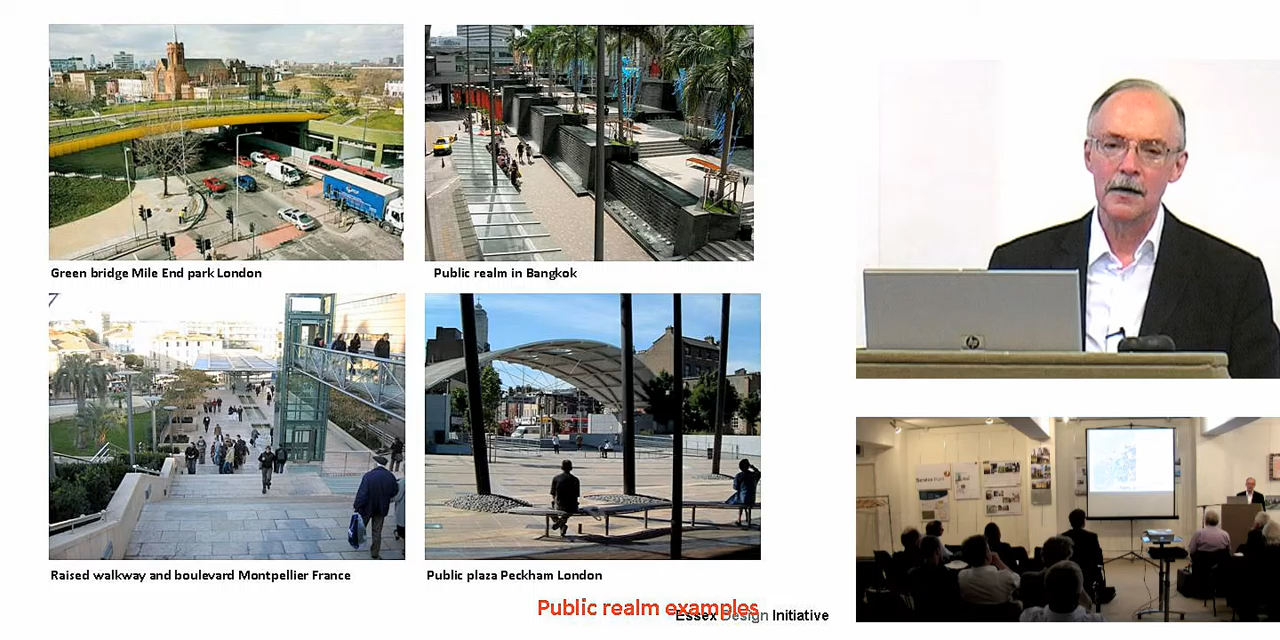 Green bridge Mile End park London
Public realm in Bangkok
Raised walkway and boulevard Montpellier France
Public plaza Peckham London
Public realm examples
Essex Design Initiative
hp